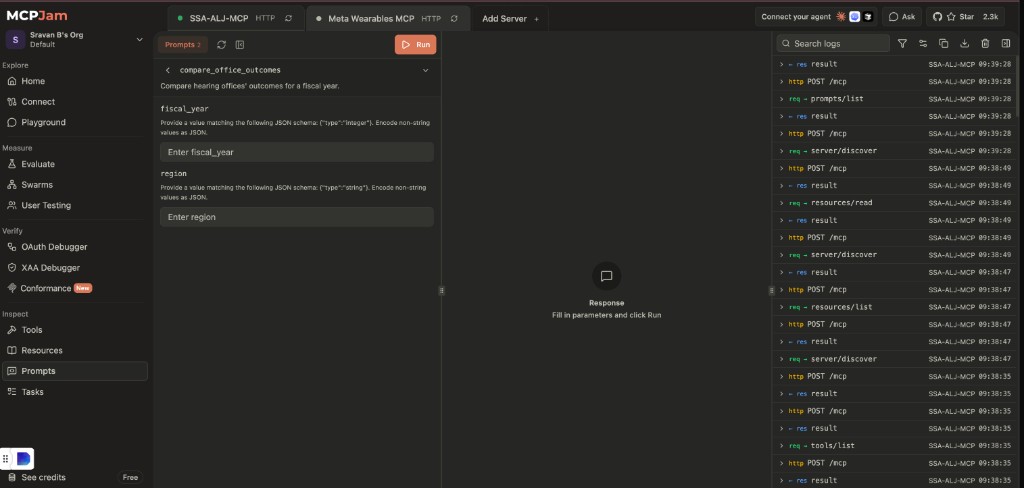 MCPJam
SSA-ALJ-MCP HTTP
Meta Wearables MCP HTTP
Add Server +
Connect your agent
Ask
Star 2.3k
S
Sravan B's Org
Default
Explore
Home
Connect
Playground
Measure
Evaluate
Swarms
User Testing
Verify
OAuth Debugger
XAA Debugger
Conformance New
Inspect
Tools
Resources
Prompts
Tasks
See credits Free
Prompts 2
Run
compare_office_outcomes
Compare hearing offices' outcomes for a fiscal year.
fiscal_year
Provide a value matching the following JSON schema: {"type":"integer"}. Encode non-string
values as JSON.
Enter fiscal_year
region
Provide a value matching the following JSON schema: {"type":"string"}. Encode non-string
values as JSON.
Enter region
Response
Fill in parameters and click Run
Search logs
← res result SSA-ALJ-MCP 09:39:28
http POST /mcp SSA-ALJ-MCP 09:39:28
req → prompts/list SSA-ALJ-MCP 09:39:28
← res result SSA-ALJ-MCP 09:39:28
http POST /mcp SSA-ALJ-MCP 09:39:28
req → server/discover SSA-ALJ-MCP 09:39:28
http POST /mcp SSA-ALJ-MCP 09:38:49
← res result SSA-ALJ-MCP 09:38:49
req → resources/read SSA-ALJ-MCP 09:38:49
← res result SSA-ALJ-MCP 09:38:49
http POST /mcp SSA-ALJ-MCP 09:38:49
req → server/discover SSA-ALJ-MCP 09:38:49
← res result SSA-ALJ-MCP 09:38:47
http POST /mcp SSA-ALJ-MCP 09:38:47
req → resources/list SSA-ALJ-MCP 09:38:47
http POST /mcp SSA-ALJ-MCP 09:38:47
← res result SSA-ALJ-MCP 09:38:47
req → server/discover SSA-ALJ-MCP 09:38:47
http POST /mcp SSA-ALJ-MCP 09:38:35
← res result SSA-ALJ-MCP 09:38:35
http POST /mcp SSA-ALJ-MCP 09:38:35
← res result SSA-ALJ-MCP 09:38:35
req → tools/list SSA-ALJ-MCP 09:38:35
http POST /mcp SSA-ALJ-MCP 09:38:35
← res result SSA-ALJ-MCP 09:38:35